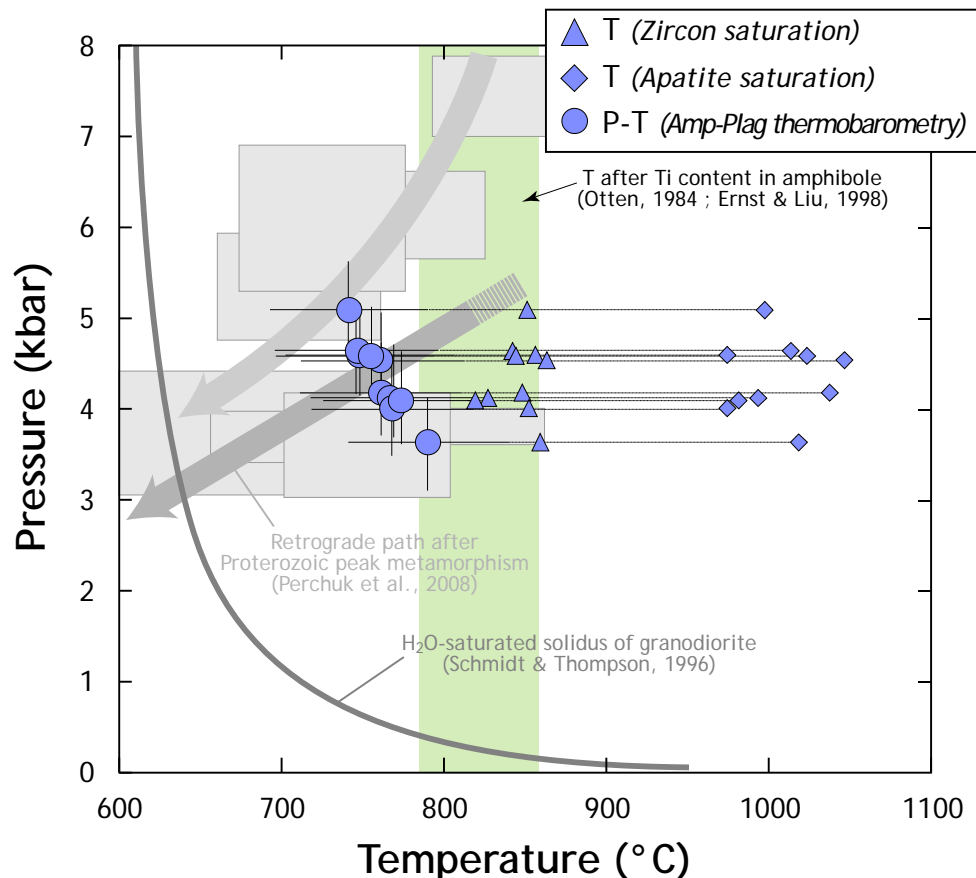 T (Zircon saturation)
T (Apatite saturation)
P-T (Amp-Plag thermobarometry)
T after Ti content in amphibole
(Otten, 1984 ; Ernst & Liu, 1998)
Retrograde path after
Proterozoic peak metamorphism
(Perchuk et al., 2008)
H₂O-saturated solidus of granodiorite
(Schmidt & Thompson, 1996)
Pressure (kbar)
8
7
6
5
4
3
2
1
0
600
700
800
900
1000
1100
Temperature (°C)